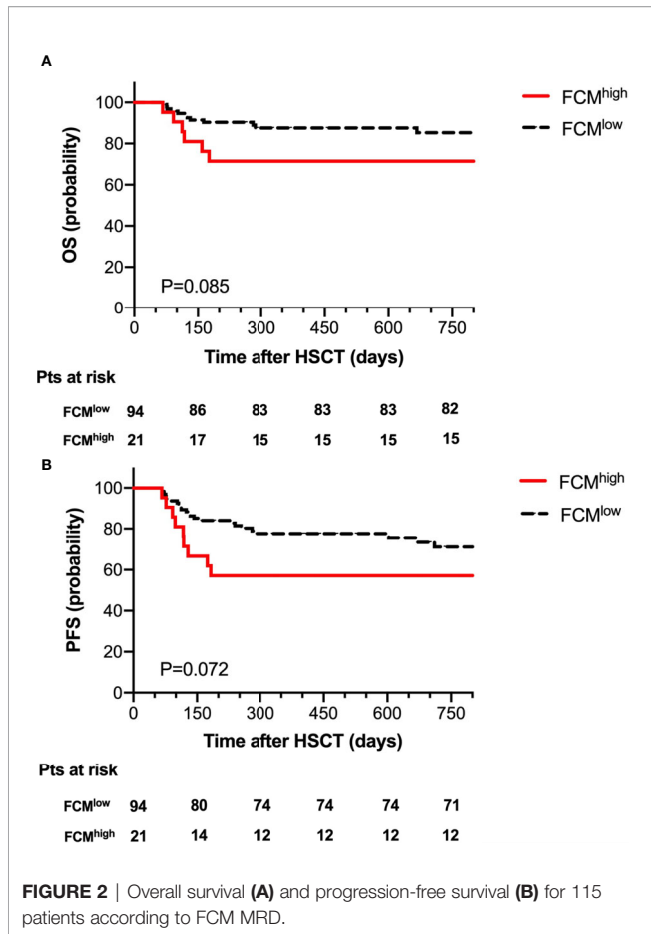 A
FCMhigh
FCMlow
OS (probability)
100
80
60
40
20
0
P=0.085
0 150 300 450 600 750
Time after HSCT (days)
Pts at risk
FCMlow 94 86 83 83 83 82
FCMhigh 21 17 15 15 15 15
B
FCMhigh
FCMlow
PFS (probability)
100
80
60
40
20
0
P=0.072
0 150 300 450 600 750
Time after HSCT (days)
Pts at risk
FCMlow 94 80 74 74 74 71
FCMhigh 21 14 12 12 12 12
FIGURE 2 | Overall survival (A) and progression-free survival (B) for 115
patients according to FCM MRD.